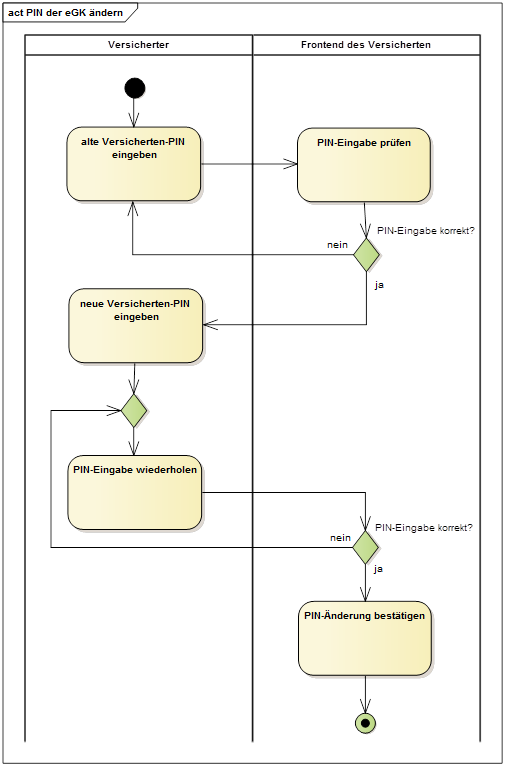 act PIN der eGK ändern
Versicherter
Frontend des Versicherten
alte Versicherten-PIN
eingeben
PIN-Eingabe prüfen
PIN-Eingabe korrekt?
nein
ja
neue Versicherten-PIN
eingeben
PIN-Eingabe wiederholen
PIN-Eingabe korrekt?
nein
ja
PIN-Änderung bestätigen